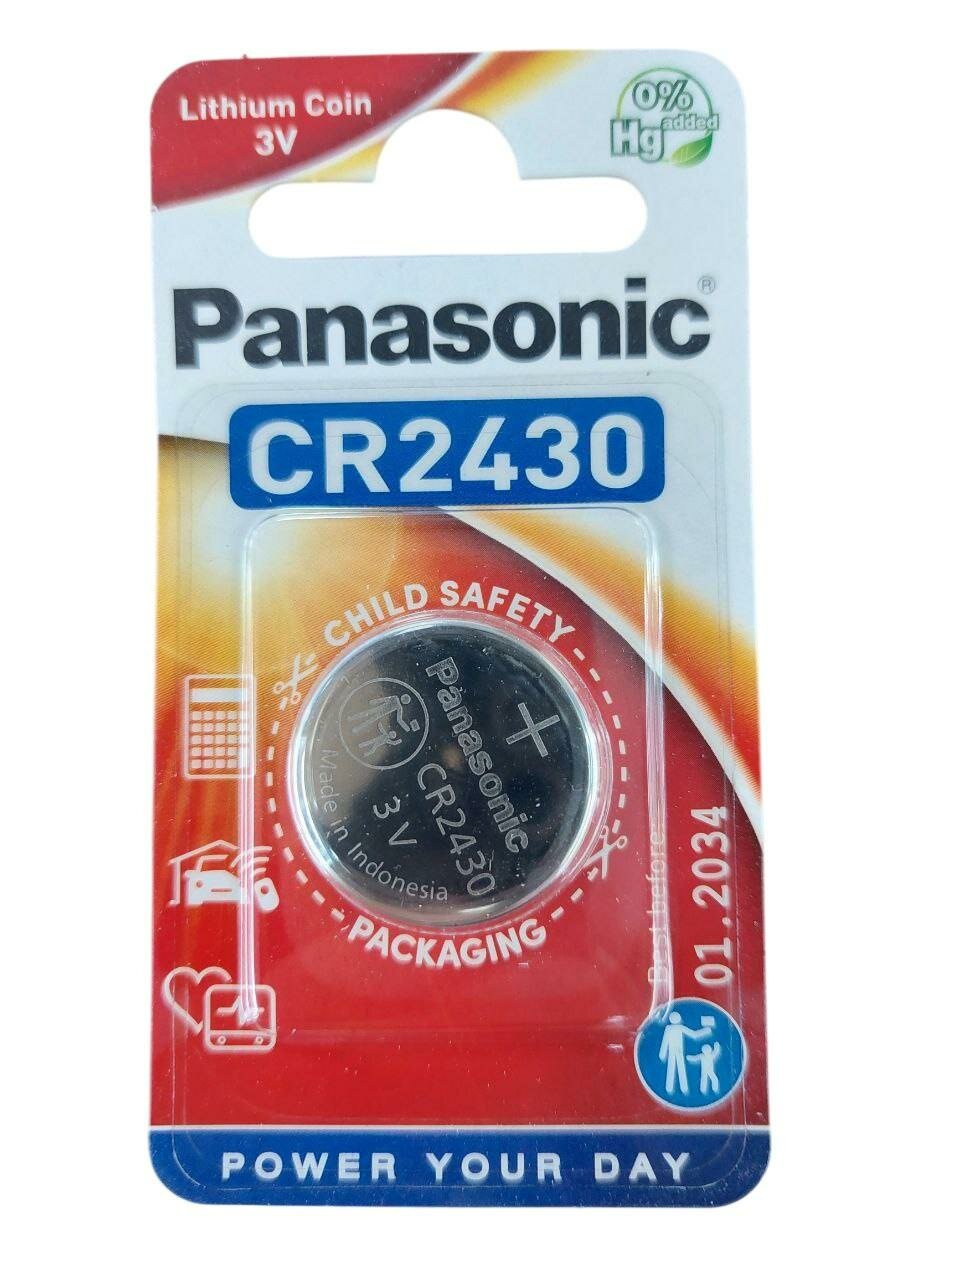 Lithium Coin
3V
0%
Hg added
Panasonic®
CR2430
CHILD SAFETY
+
Panasonic
CR2430
3 V
Made in Indonesia
PACKAGING
Best before
01.2034
POWER YOUR DAY